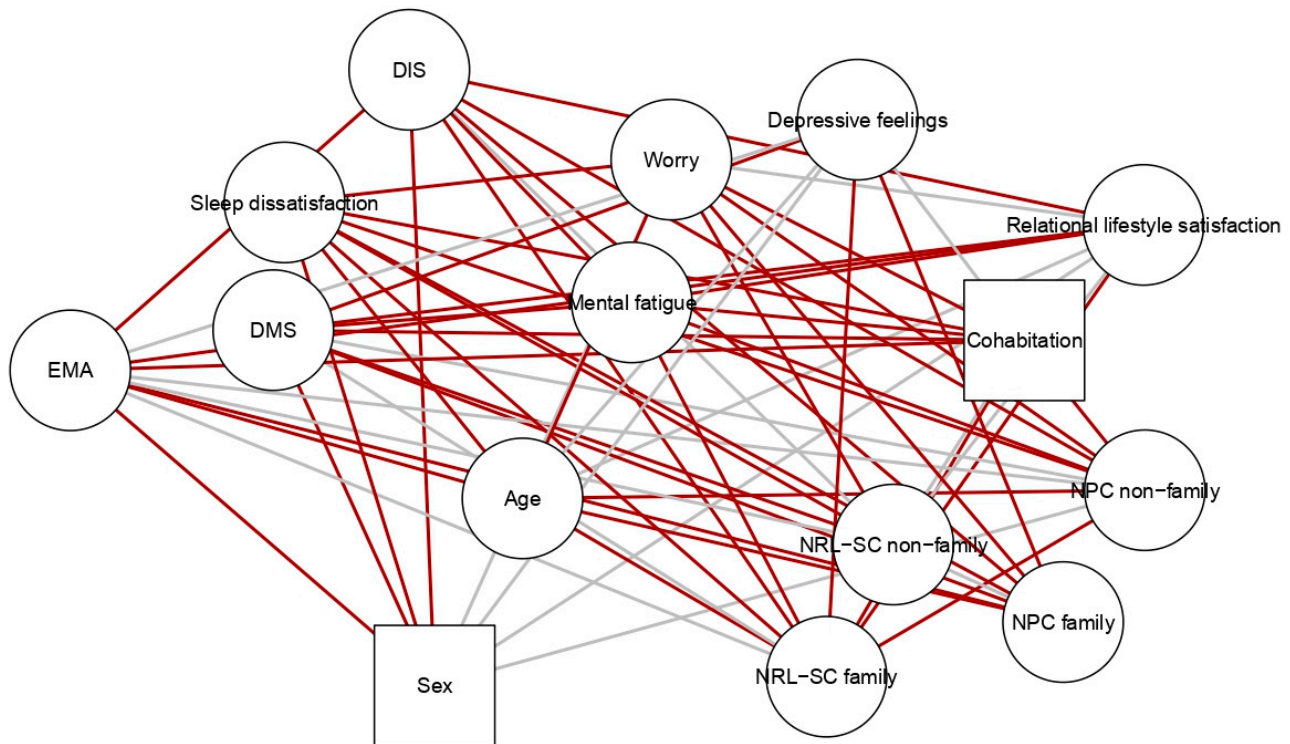 DIS
Depressive feelings
Worry
Sleep dissatisfaction
Relational lifestyle satisfaction
Mental fatigue
DMS
Cohabitation
EMA
NPC non−family
Age
NRL−SC non−family
NPC family
NRL−SC family
Sex